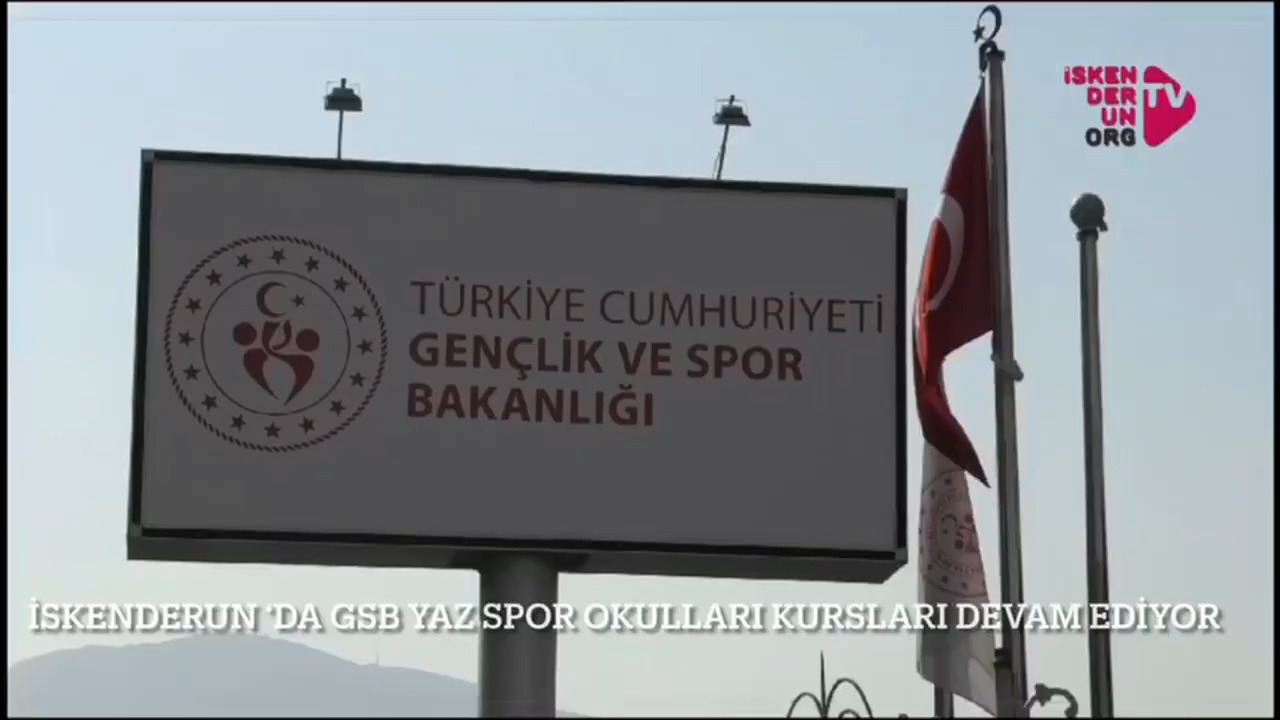 İSKEN
DER
UN
ORG
TV
TÜRKİYE CUMHURİYETİ
GENÇLİK VE SPOR
BAKANLIĞI
İSKENDERUN 'DA GSB YAZ SPOR OKULLARI KURSLARI DEVAM EDİYOR